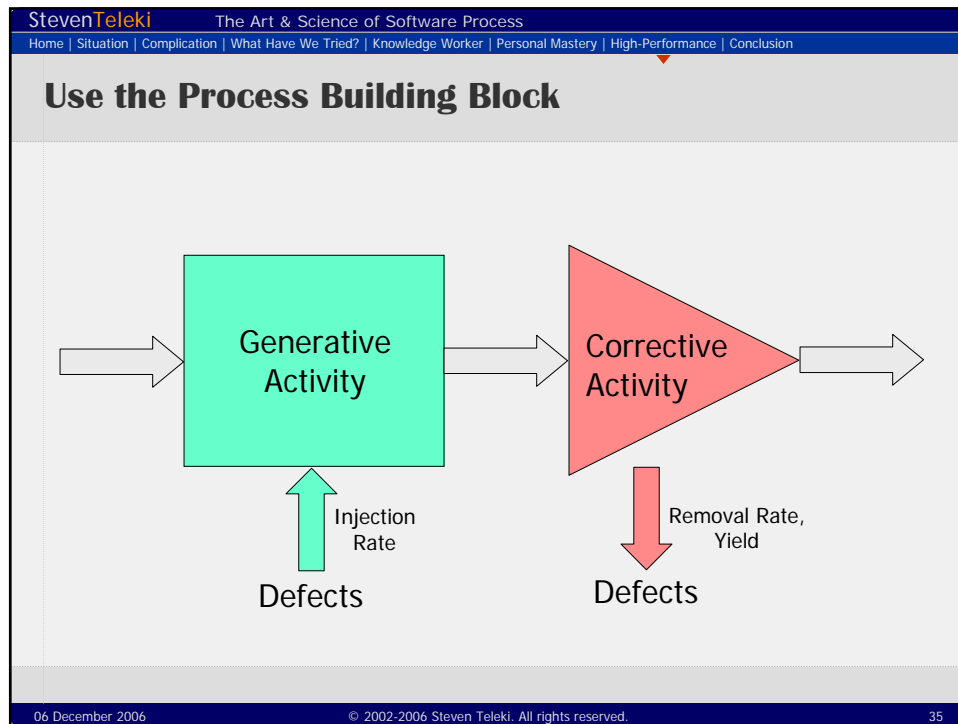 StevenTeleki The Art & Science of Software Process
Home | Situation | Complication | What Have We Tried? | Knowledge Worker | Personal Mastery | High-Performance | Conclusion
Use the Process Building Block
Generative
Activity
Corrective
Activity
Injection
Rate
Removal Rate,
Yield
Defects
Defects
06 December 2006 © 2002-2006 Steven Teleki. All rights reserved. 35